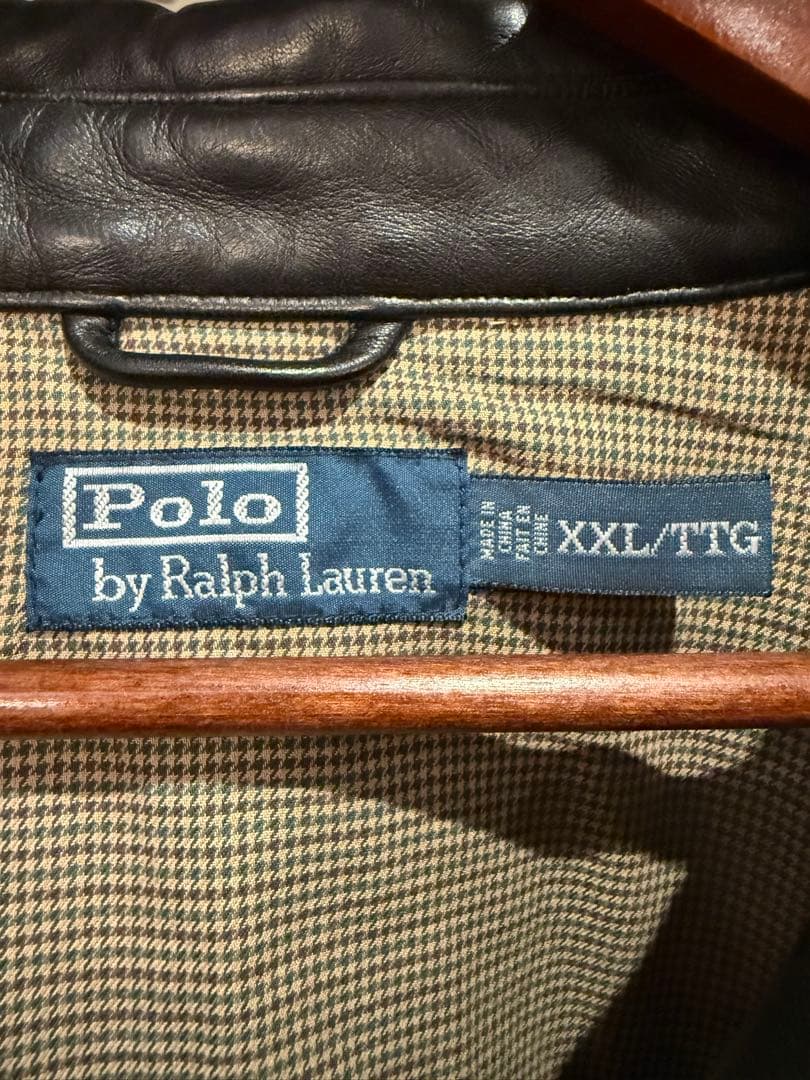 Polo
by Ralph Lauren
MADE IN
CHINA
FAIT EN
CHINE
XXL/TTG